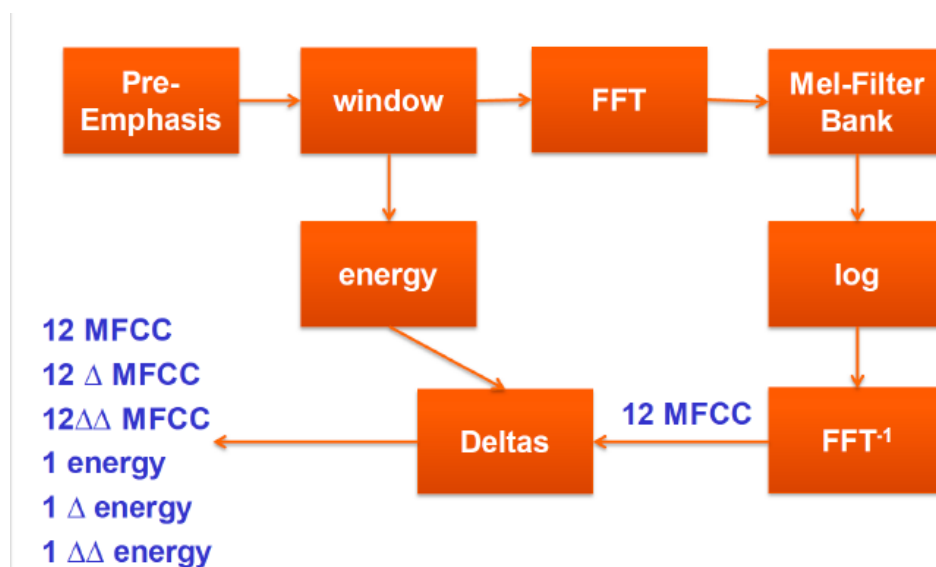 Pre-
Emphasis
window
FFT
Mel-Filter
Bank
energy
log
12 MFCC
12 Δ MFCC
12ΔΔ MFCC
1 energy
1 Δ energy
1 ΔΔ energy
Deltas
12 MFCC
FFT⁻¹